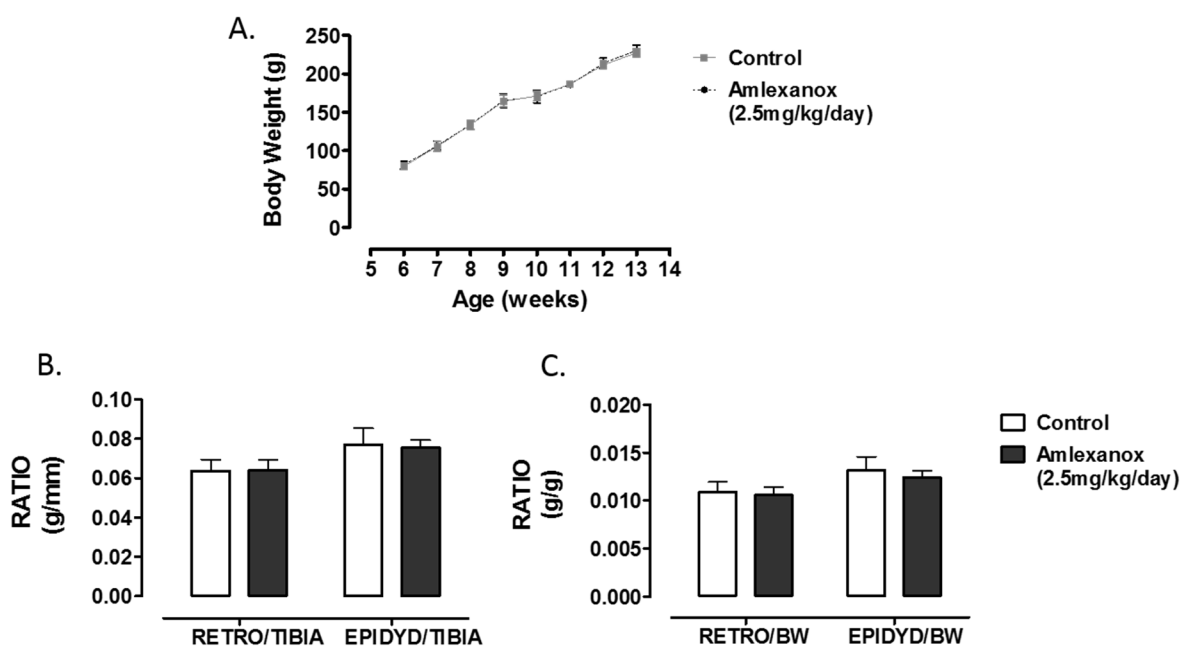 A.
250
200
150
100
50
0
Body Weight (g)
5 6 7 8 9 10 11 12 13 14
Age (weeks)
Control
Amlexanox
(2.5mg/kg/day)
B.
0.10
0.08
0.06
0.04
0.02
0.00
RATIO
(g/mm)
RETRO/TIBIA EPIDYD/TIBIA
C.
0.020
0.015
0.010
0.005
0.000
RATIO
(g/g)
RETRO/BW EPIDYD/BW
Control
Amlexanox
(2.5mg/kg/day)